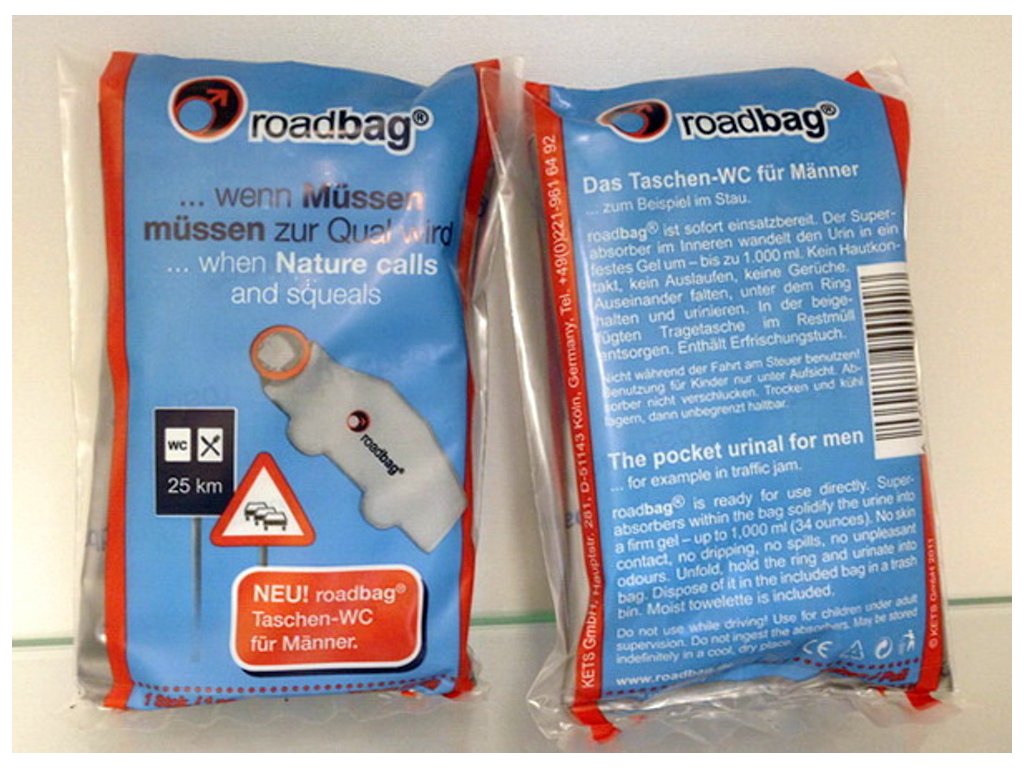 roadbag®
... wenn Müssen
müssen zur Qual wird
... when Nature calls
and squeals
roadbag®
WC
25 km
NEU! roadbag®
Taschen-WC
für Männer.
1 Stck.
roadbag®
Das Taschen-WC für Männer
... zum Beispiel im Stau.
roadbag® ist sofort einsatzbereit. Der Super-
absorber im Inneren wandelt den Urin in ein
festes Gel um – bis zu 1.000 ml. Kein Hautkon-
takt, kein Auslaufen, keine Gerüche.
Auseinander falten, unter dem Ring
halten und urinieren. In der beige-
fügten Tragetasche im Restmüll
entsorgen. Enthält Erfrischungstuch.
Nicht während der Fahrt am Steuer benutzen!
Benutzung für Kinder nur unter Aufsicht. Ab-
sorber nicht verschlucken. Trocken und kühl
lagern, dann unbegrenzt haltbar.
The pocket urinal for men
... for example in traffic jam.
roadbag® is ready for use directly. Super-
absorbers within the bag solidify the urine into
a firm gel – up to 1,000 ml (34 ounces). No skin
contact, no dripping, no spills, no unpleasant
odours. Unfold, hold the ring and urinate into
bag. Dispose of it in the included bag in a trash
bin. Moist towelette is included.
Do not use while driving! Use for children under adult
supervision. Do not ingest the absorbers. May be stored
indefinitely in a cool, dry place.
www.roadbag
CE
KETS GmbH, Hauptstr. 281, D-51143 Köln, Germany, Tel. +49(0)221-961 64 92
© KETS GmbH 2011